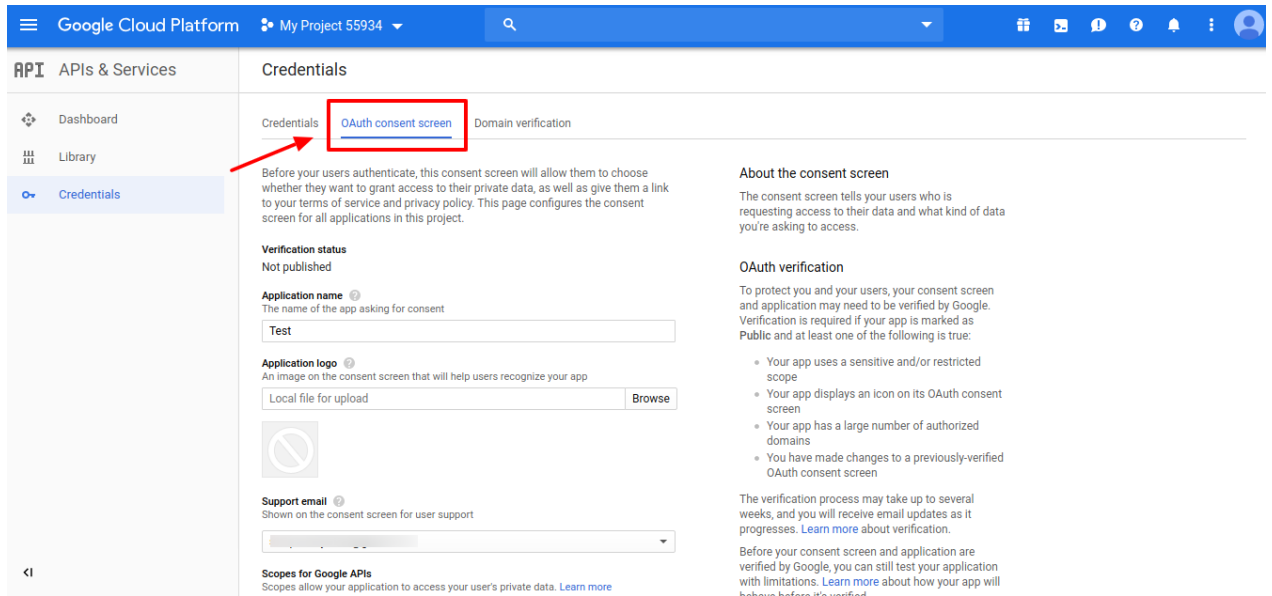 Google Cloud Platform
My Project 55934
API APIs & Services
Credentials
Dashboard
Library
Credentials
Credentials
OAuth consent screen
Domain verification
Before your users authenticate, this consent screen will allow them to choose
whether they want to grant access to their private data, as well as give them a link
to your terms of service and privacy policy. This page configures the consent
screen for all applications in this project.
Verification status
Not published
Application name
The name of the app asking for consent
Test
Application logo
An image on the consent screen that will help users recognize your app
Local file for upload
Browse
Support email
Shown on the consent screen for user support
Scopes for Google APIs
Scopes allow your application to access your user's private data. Learn more
About the consent screen
The consent screen tells your users who is
requesting access to their data and what kind of data
you're asking to access.
OAuth verification
To protect you and your users, your consent screen
and application may need to be verified by Google.
Verification is required if your app is marked as
Public and at least one of the following is true:
Your app uses a sensitive and/or restricted
scope
Your app displays an icon on its OAuth consent
screen
Your app has a large number of authorized
domains
You have made changes to a previously-verified
OAuth consent screen
The verification process may take up to several
weeks, and you will receive email updates as it
progresses. Learn more about verification.
Before your consent screen and application are
verified by Google, you can still test your application
with limitations. Learn more about how your app will
behave before it's verified.